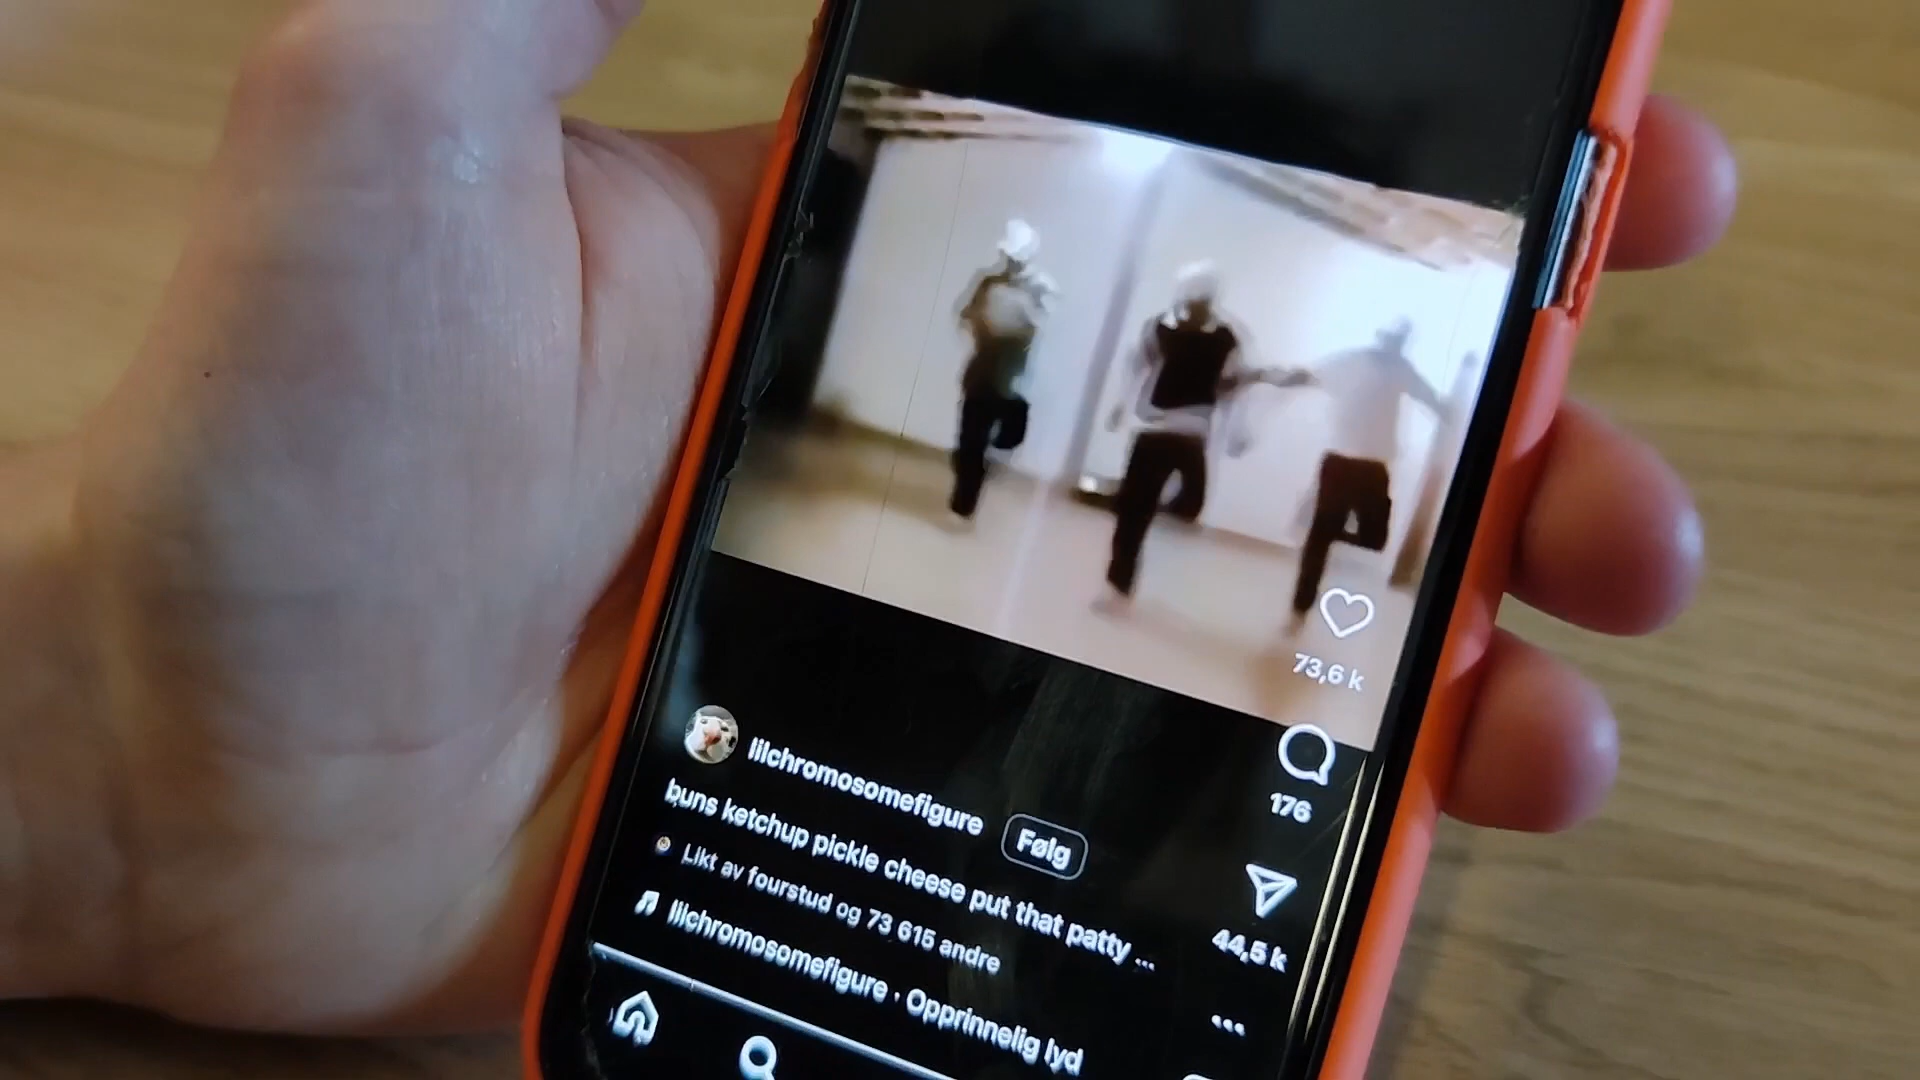 73,6 k
176
44,5 k
lilchromosomefigure Følg
buns ketchup pickle cheese put that patty ...
Likt av fourstud og 73 615 andre
lilchromosomefigure • Opprinnelig lyd